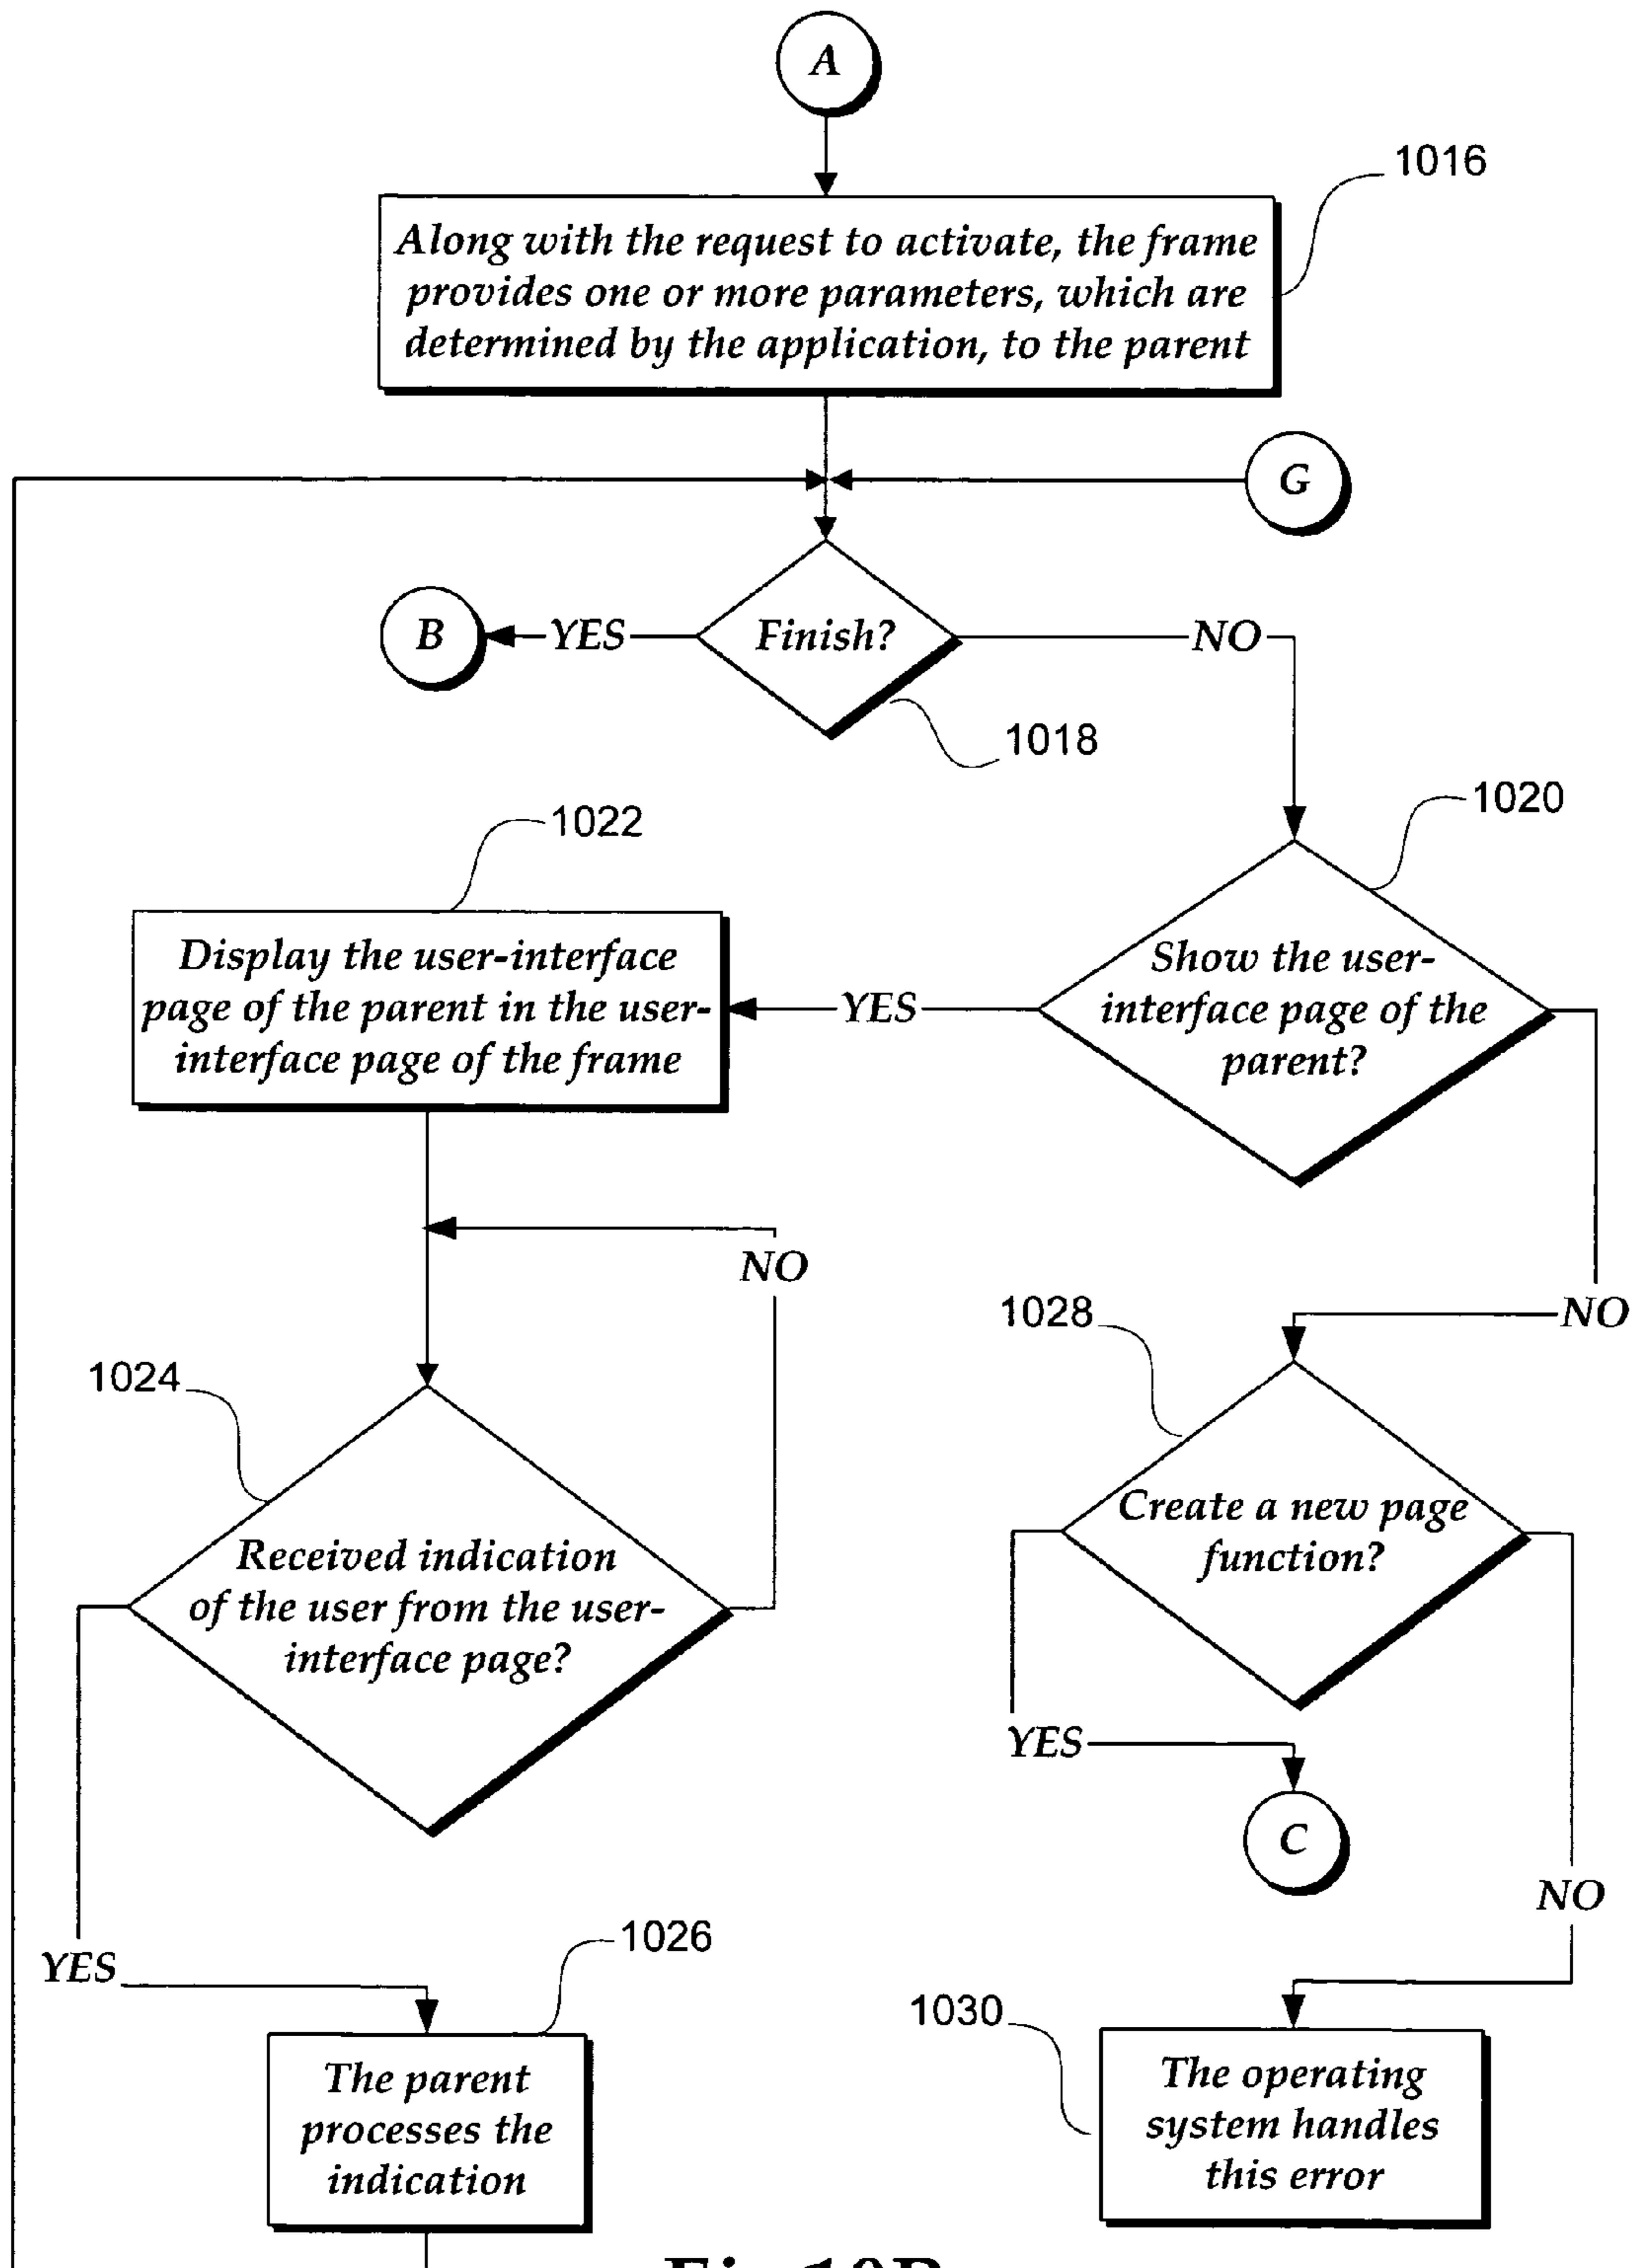 A
1016
Along with the request to activate, the frame
provides one or more parameters, which are
determined by the application, to the parent
G
B
YES
Finish?
NO
1018
1020
1022
Display the user-interface
page of the parent in the user-
interface page of the frame
YES
Show the user-
interface page of the
parent?
NO
NO
1028
1024
Create a new page
function?
Received indication
of the user from the user-
interface page?
YES
C
NO
YES
1026
1030
The parent
processes the
indication
The operating
system handles
this error
Fig.10B